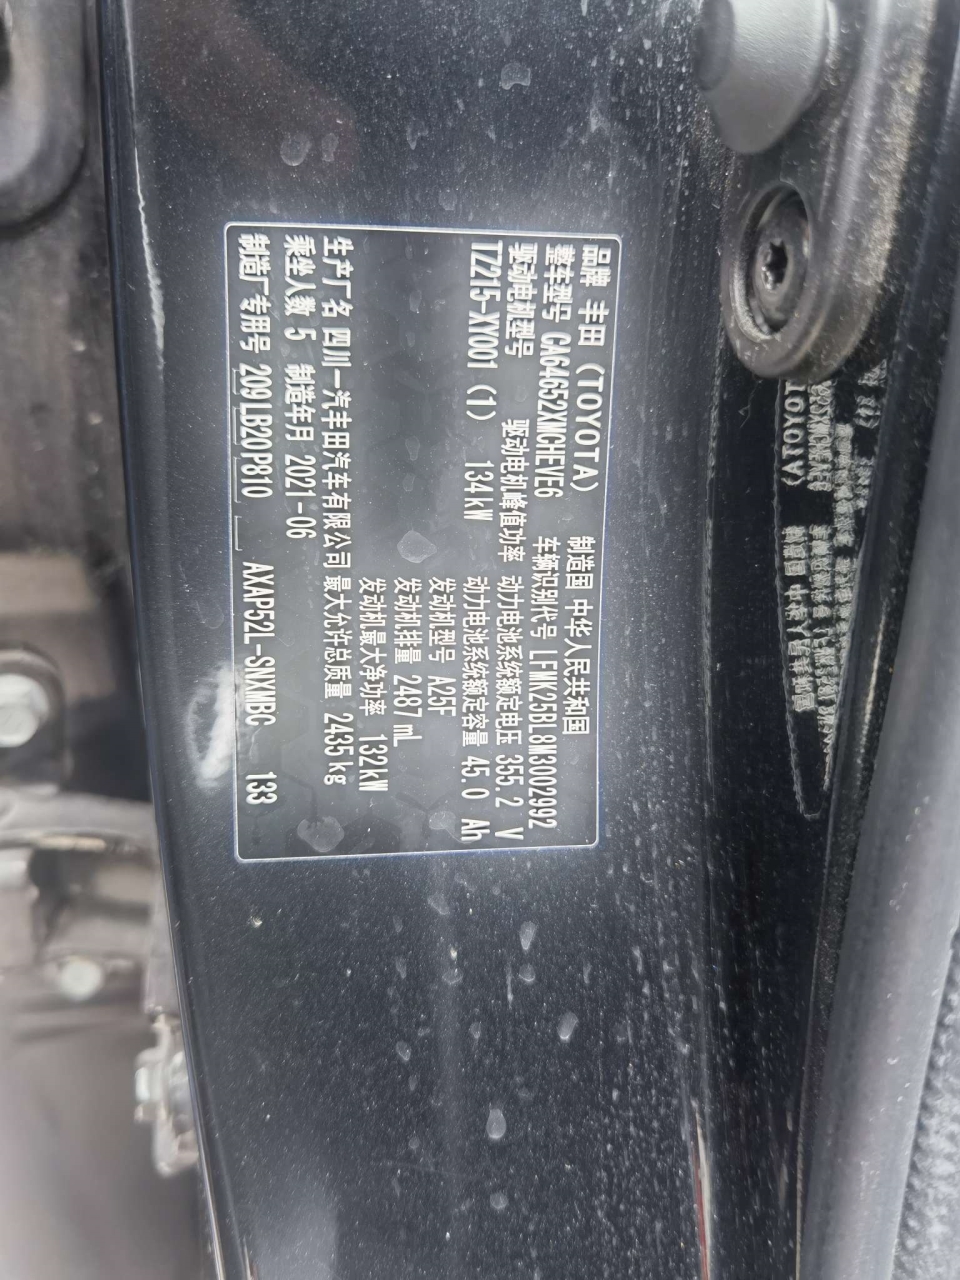 品牌 丰田（TOYOTA） 制造国 中华人民共和国
整车型号 CA64652XMCHEVE6 车辆识别代号 LFMK25BL8M3002992
驱动电机型号 驱动电机峰值功率 动力电池系统额定电压 355.2 V
TZ215-XY001 (1) 134kW 动力电池系统额定容量 45.0 Ah
发动机型号 A25F
发动机排量 2487 mL
发动机最大净功率 132kW
生产厂名 四川一汽丰田汽车有限公司 最大允许总质量 2435kg
乘坐人数 5 制造年月 2021-06
制造厂专用号 209 LB20P810 AXAP52L-SNXMBC 133